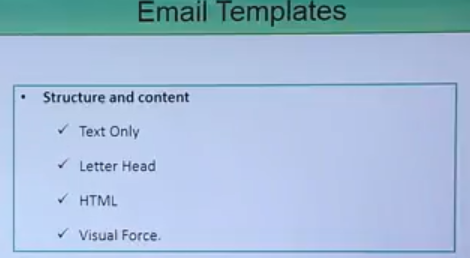 Email Templates
• Structure and content
✓ Text Only
✓ Letter Head
✓ HTML
✓ Visual Force.